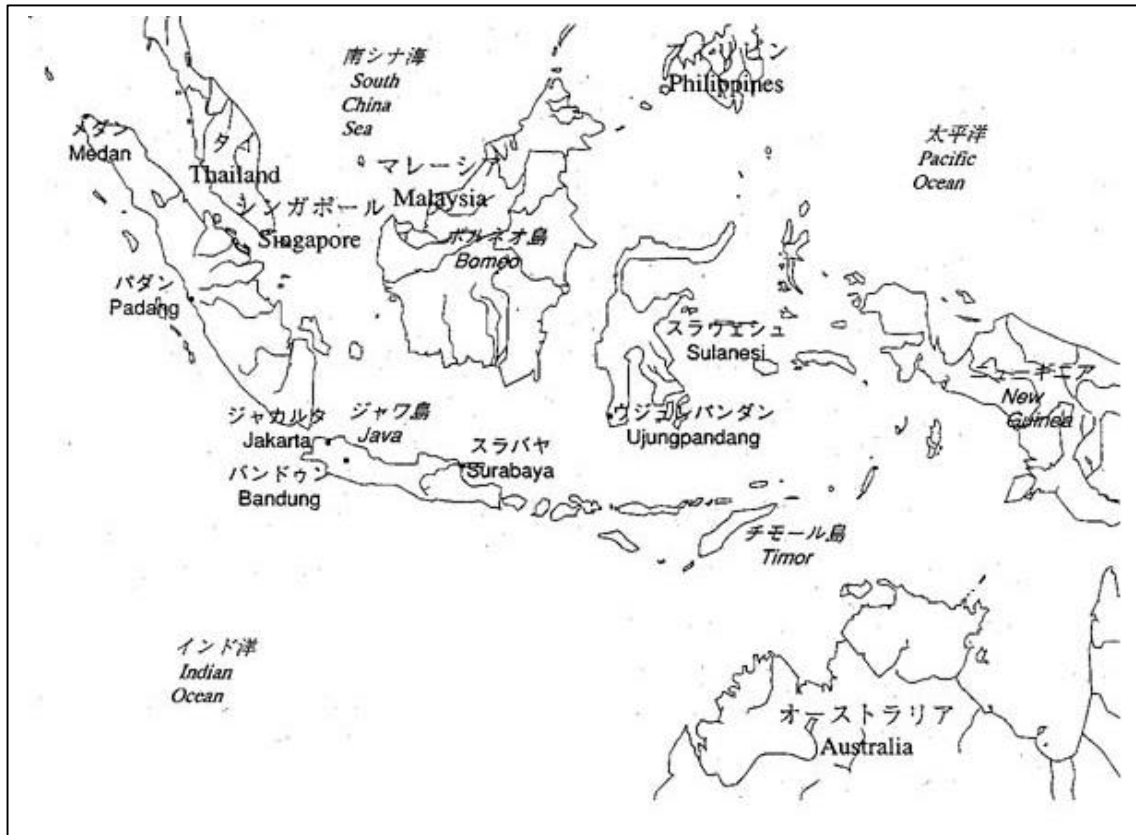 南シナ海
South
China
Sea
フィリピン
Philippines
太平洋
Pacific
Ocean
メダン
Medan
タイ
Thailand
マレーシア
Malaysia
シンガポール
Singapore
ボルネオ島
Borneo
パダン
Padang
スラウェシュ
Sulanesi
ニューギニア
New
Guinea
ジャカルタ
Jakarta
ジャワ島
Java
スラバヤ
Surabaya
ウジュンパンダン
Ujungpandang
バンドゥン
Bandung
チモール島
Timor
インド洋
Indian
Ocean
オーストラリア
Australia